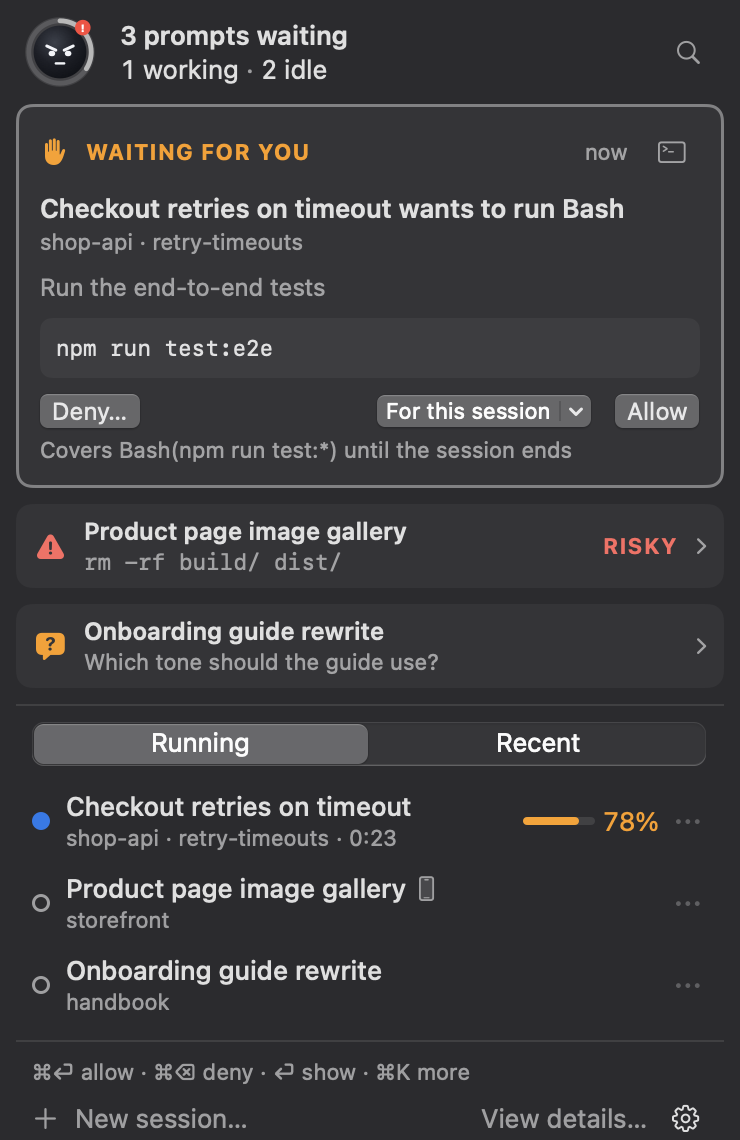 3 prompts waiting
1 working · 2 idle
WAITING FOR YOU
now
Checkout retries on timeout wants to run Bash
shop-api · retry-timeouts
Run the end-to-end tests
npm run test:e2e
Deny...
For this session
Allow
Covers Bash(npm run test:*) until the session ends
Product page image gallery
rm -rf build/ dist/
RISKY
Onboarding guide rewrite
Which tone should the guide use?
Running
Recent
Checkout retries on timeout
shop-api · retry-timeouts · 0:23
78%
Product page image gallery
storefront
Onboarding guide rewrite
handbook
⌘⏎ allow · ⌘⌫ deny · ⏎ show · ⌘K more
New session...
View details...